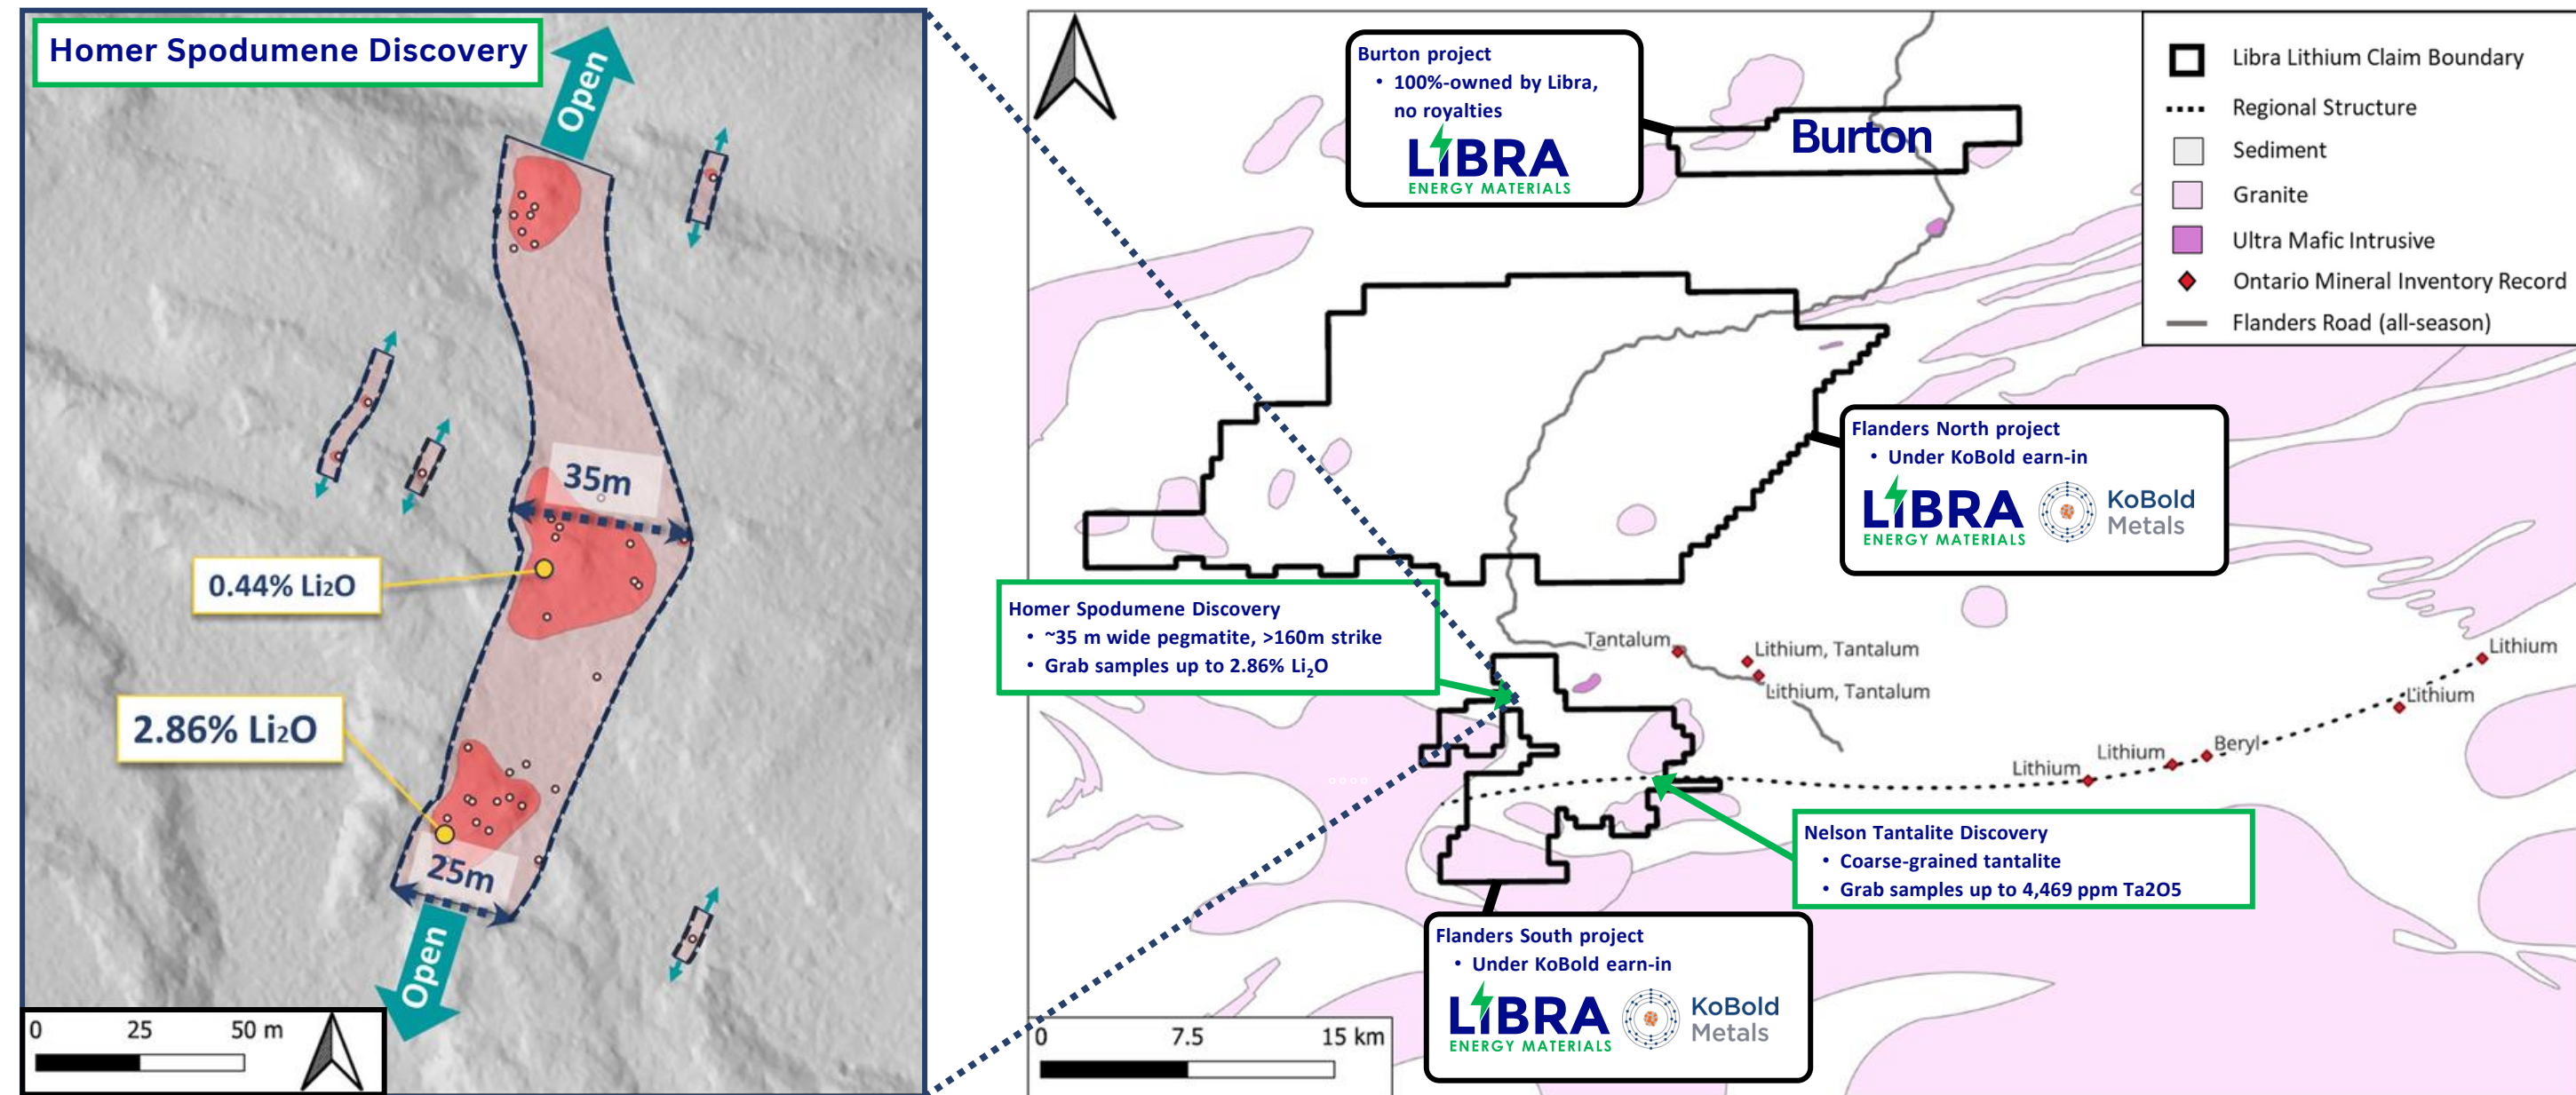 Homer Spodumene Discovery
Open
35m
0.44% Li₂O
2.86% Li₂O
25m
Open
0 25 50 m
Burton project
• 100%-owned by Libra,
no royalties
LIBRA
ENERGY MATERIALS
Burton
Libra Lithium Claim Boundary
Regional Structure
Sediment
Granite
Ultra Mafic Intrusive
Ontario Mineral Inventory Record
Flanders Road (all-season)
Flanders North project
• Under KoBold earn-in
LIBRA
ENERGY MATERIALS
KoBold
Metals
Homer Spodumene Discovery
• ~35 m wide pegmatite, >160m strike
• Grab samples up to 2.86% Li₂O
Tantalum
Lithium, Tantalum
Lithium, Tantalum
Lithium
Lithium
Beryl
Lithium
Lithium
Nelson Tantalite Discovery
• Coarse-grained tantalite
• Grab samples up to 4,469 ppm Ta2O5
Flanders South project
• Under KoBold earn-in
LIBRA
ENERGY MATERIALS
KoBold
Metals
0 7.5 15 km